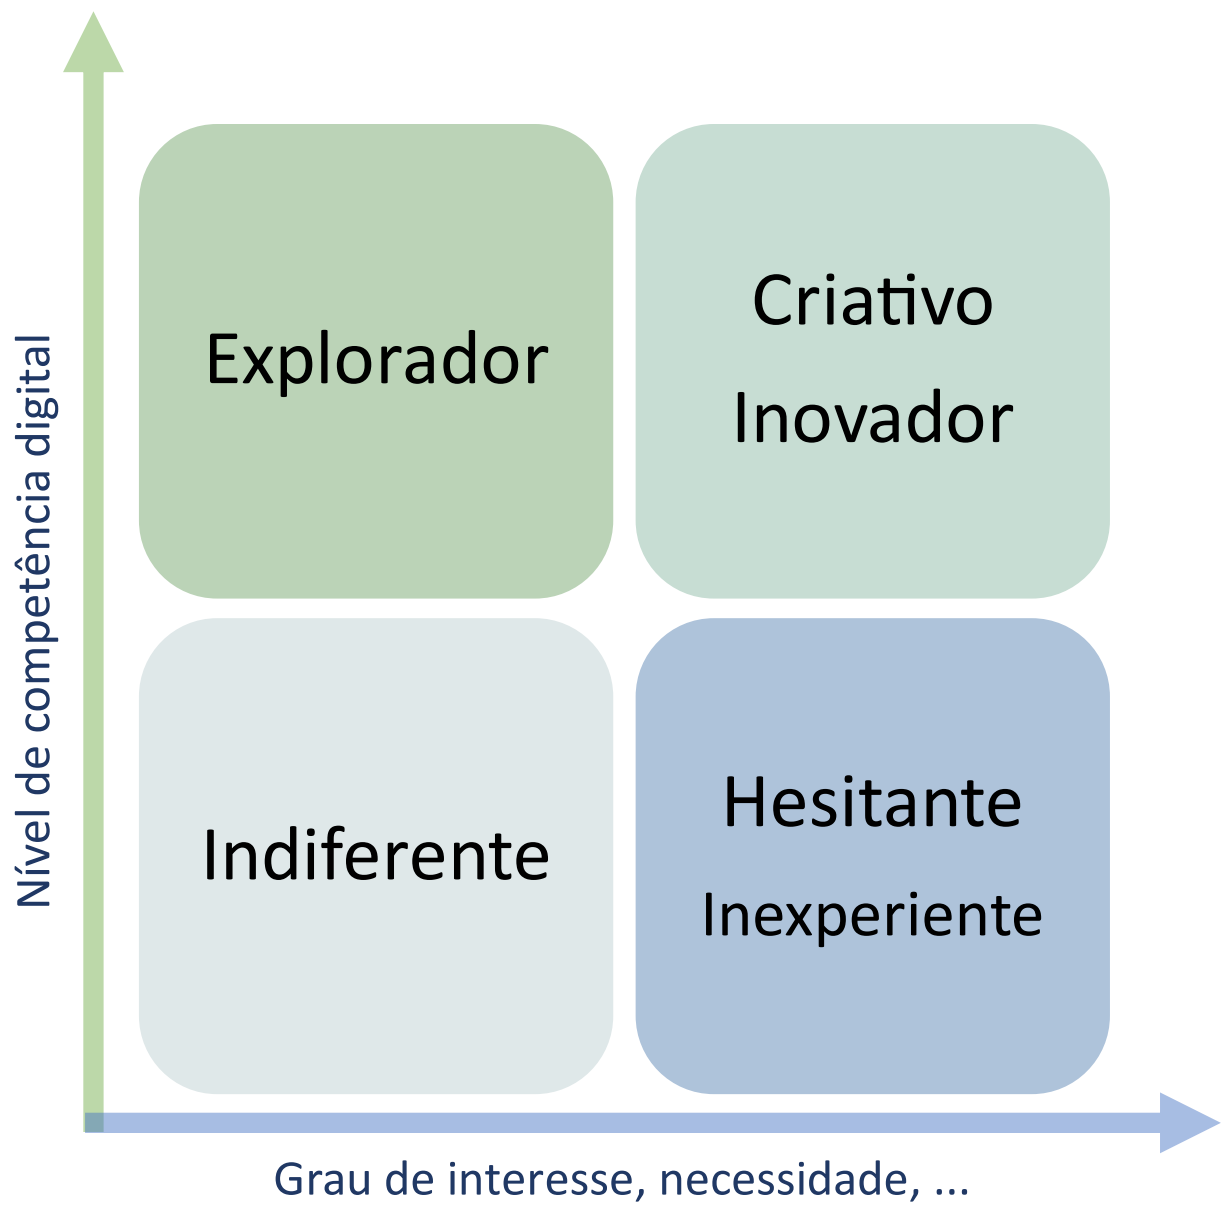 Nível de competência digital
Explorador
Criativo
Inovador
Indiferente
Hesitante
Inexperiente
Grau de interesse, necessidade, ...